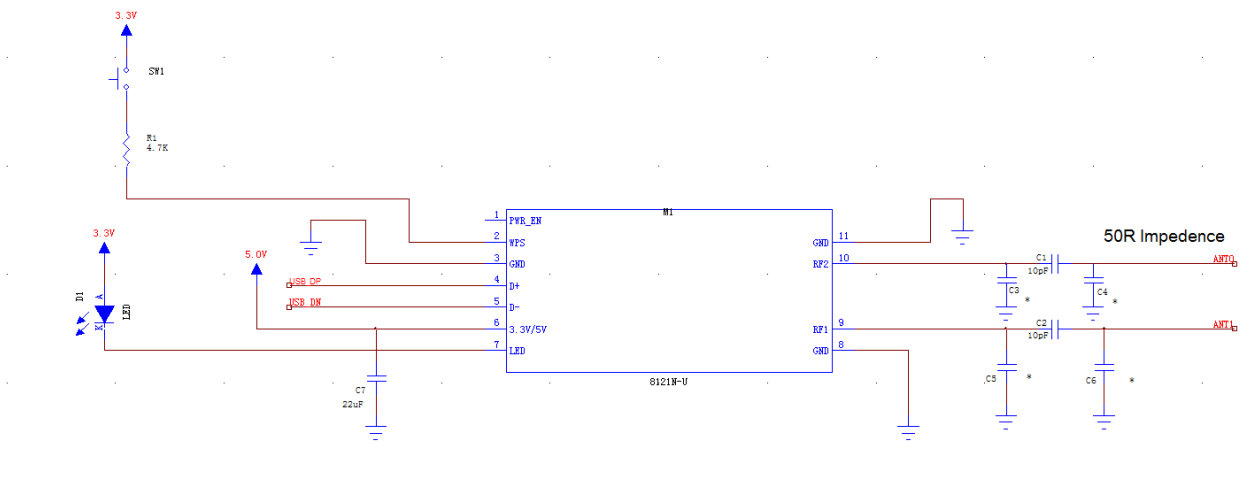 3.3V
SW1
R1
4.7K
M1
1 PWR_EN
2 WPS
3 GND
4 D+
5 D-
6 3.3V/5V
7 LED
GND 11
RF2 10
RF1 9
GND 8
8121N-U
3.3V
D1
A
K
LED
5.0V
USB DP
USB DN
C7
22uF
50R Impedence
C1
10pF
ANT0
C3
*
C4
*
C2
10pF
ANT1
C5
*
C6
*